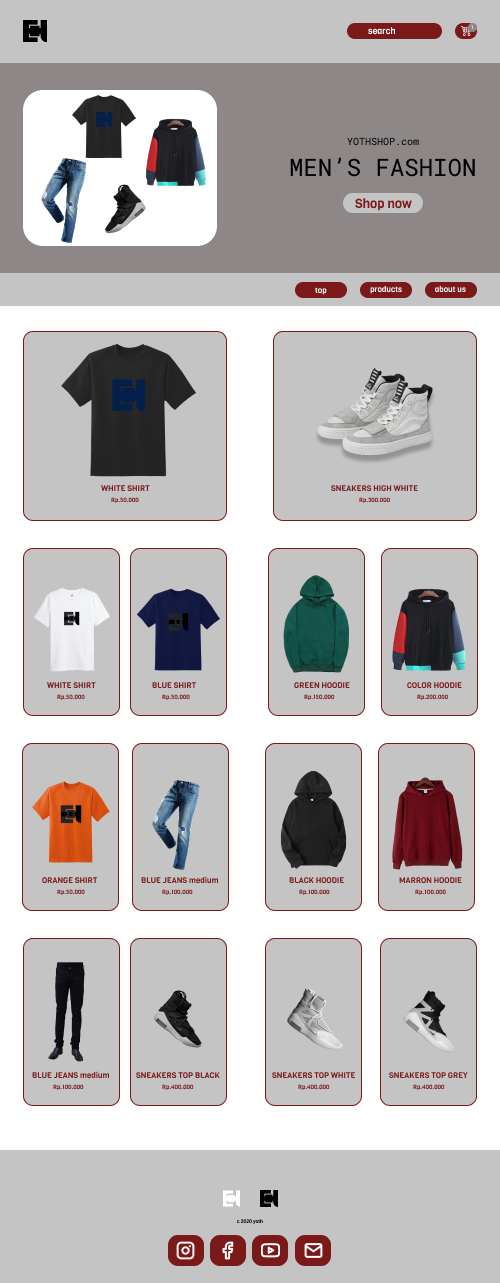 search
YOTHSHOP.com
MEN’S FASHION
Shop now
top
products
about us
WHITE SHIRT
Rp.50.000
SNEAKERS HIGH WHITE
Rp.300.000
WHITE SHIRT
Rp.50.000
BLUE SHIRT
Rp.50.000
GREEN HOODIE
Rp.150.000
COLOR HOODIE
Rp.200.000
ORANGE SHIRT
Rp.50.000
BLUE JEANS medium
Rp.100.000
BLACK HOODIE
Rp.100.000
MARRON HOODIE
Rp.100.000
BLUE JEANS medium
Rp.100.000
SNEAKERS TOP BLACK
Rp.400.000
SNEAKERS TOP WHITE
Rp.400.000
SNEAKERS TOP GREY
Rp.400.000
c 2020 yoth